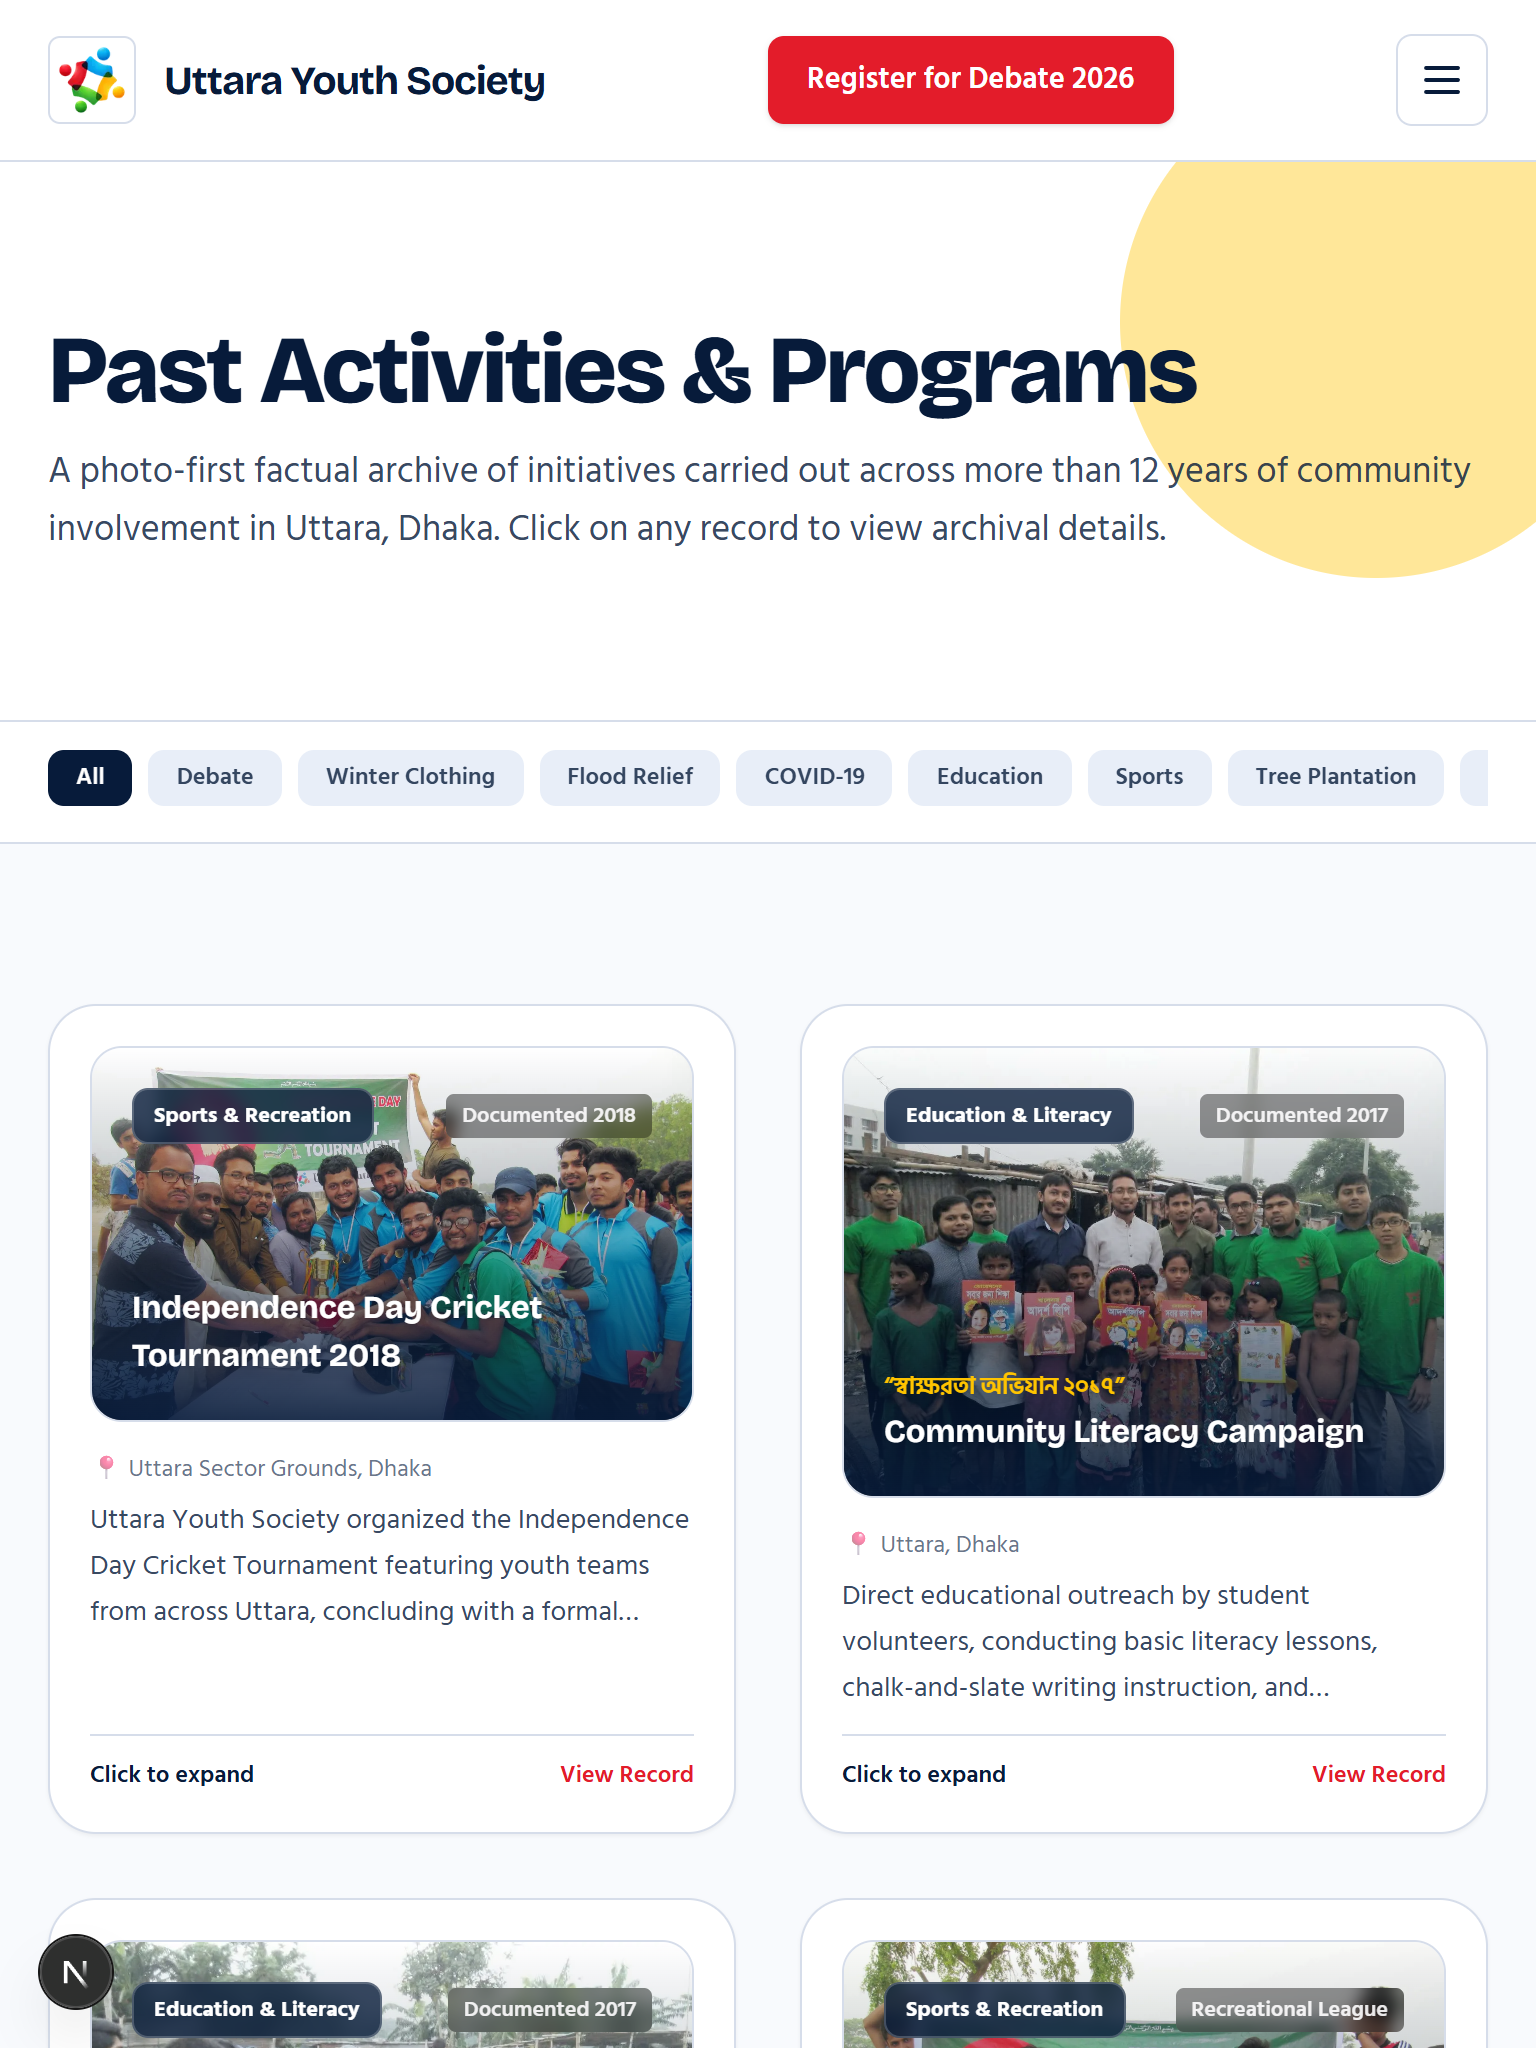 Uttara Youth Society
Register for Debate 2026
Past Activities & Programs
A photo-first factual archive of initiatives carried out across more than 12 years of community
involvement in Uttara, Dhaka. Click on any record to view archival details.
All
Debate
Winter Clothing
Flood Relief
COVID-19
Education
Sports
Tree Plantation
Sports & Recreation
Documented 2018
DAY
TOURNAMENT
Independence Day Cricket
Tournament 2018
Uttara Sector Grounds, Dhaka
Uttara Youth Society organized the Independence
Day Cricket Tournament featuring youth teams
from across Uttara, concluding with a formal...
Click to expand
View Record
Education & Literacy
Documented 2017
সবার জন্য শিক্ষা
আদর্শ লিপি
“স্বাক্ষরতা অভিযান ২০১৭”
Community Literacy Campaign
Uttara, Dhaka
Direct educational outreach by student
volunteers, conducting basic literacy lessons,
chalk-and-slate writing instruction, and...
Click to expand
View Record
N
Education & Literacy
Documented 2017
Sports & Recreation
Recreational League